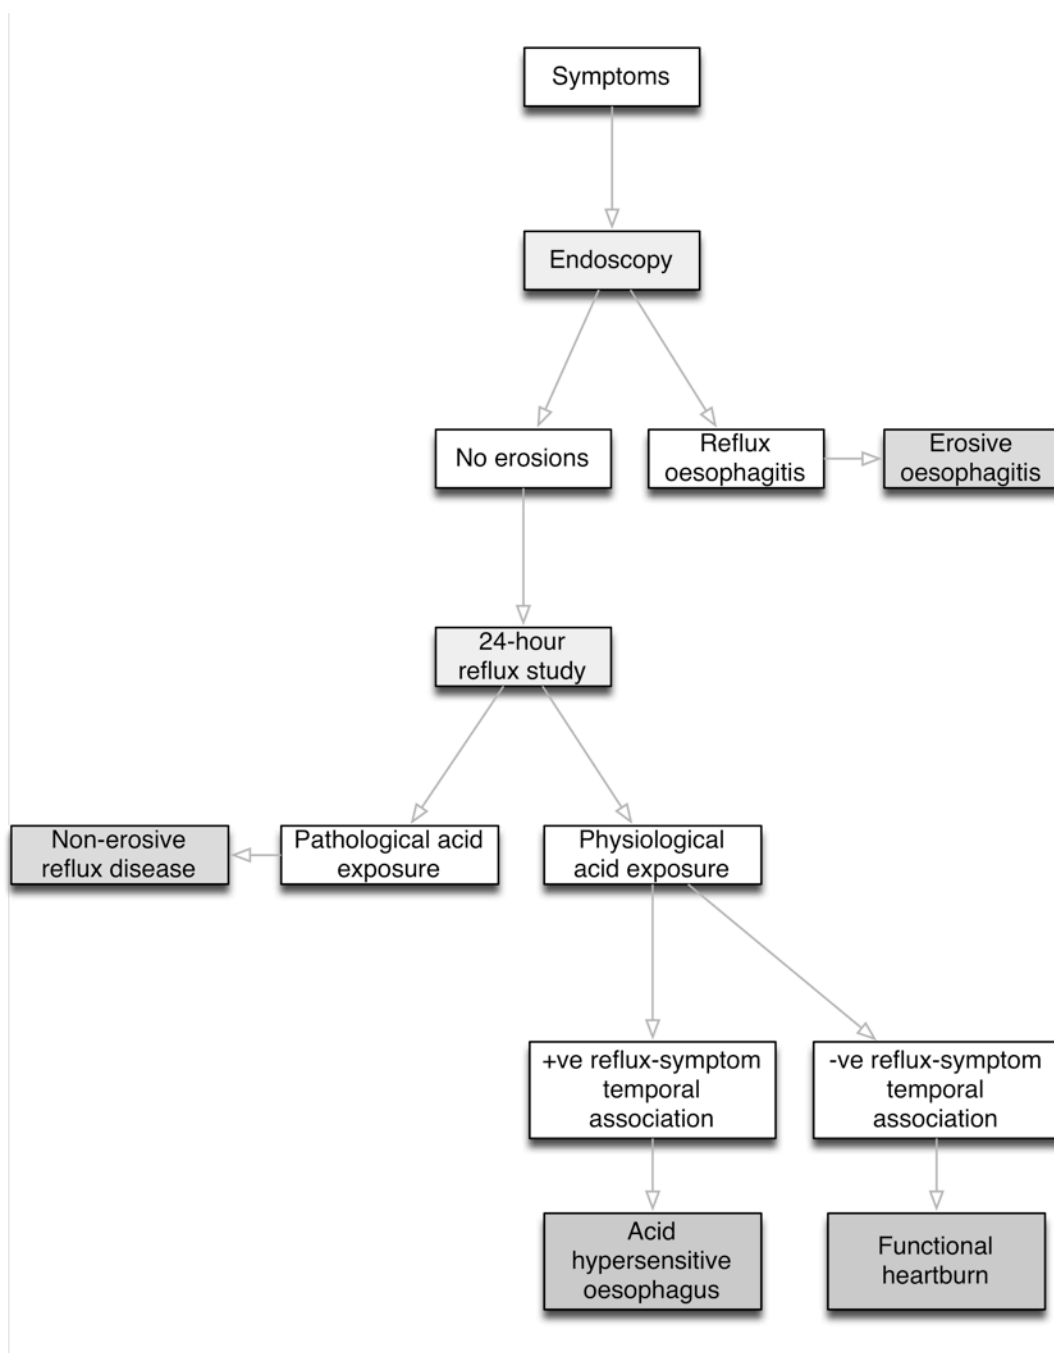 Symptoms
Endoscopy
No erosions
Reflux
oesophagitis
Erosive
oesophagitis
24-hour
reflux study
Non-erosive
reflux disease
Pathological acid
exposure
Physiological
acid exposure
+ve reflux-symptom
temporal
association
-ve reflux-symptom
temporal
association
Acid
hypersensitive
oesophagus
Functional
heartburn